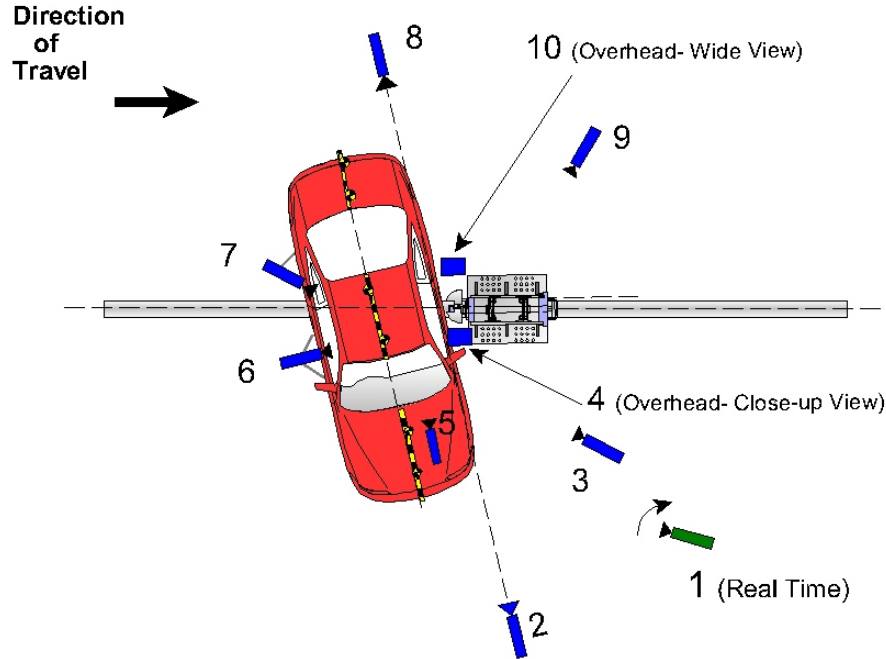 Direction
of
Travel
8
10 (Overhead- Wide View)
9
7
6
4 (Overhead- Close-up View)
5
3
1 (Real Time)
2